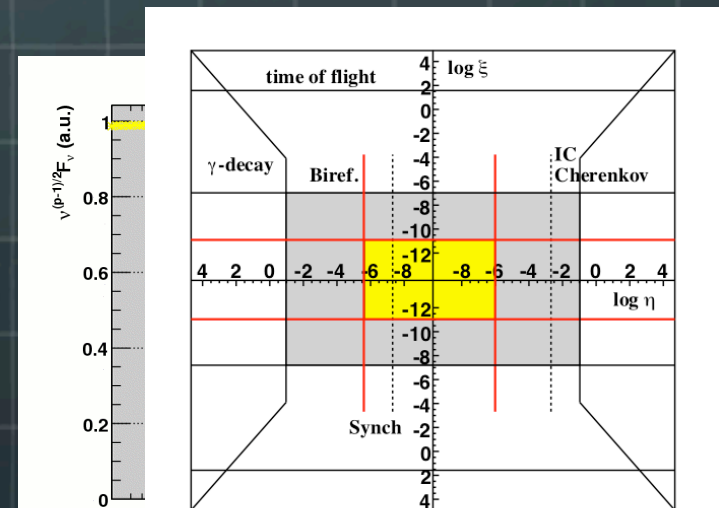 ν(p-1)/2Fν (a.u.)
1
0.8
0.6
0.4
0.2
0
time of flight
log ξ
4
2
0
-2
-4
-6
-8
-10
-12
γ-decay
Biref.
IC
Cherenkov
4 2 0 -2 -4 -6 -8 -8 -6 -4 -2 0 2 4
log η
-12
-10
-8
-6
-4
-2
0
2
4
Synch